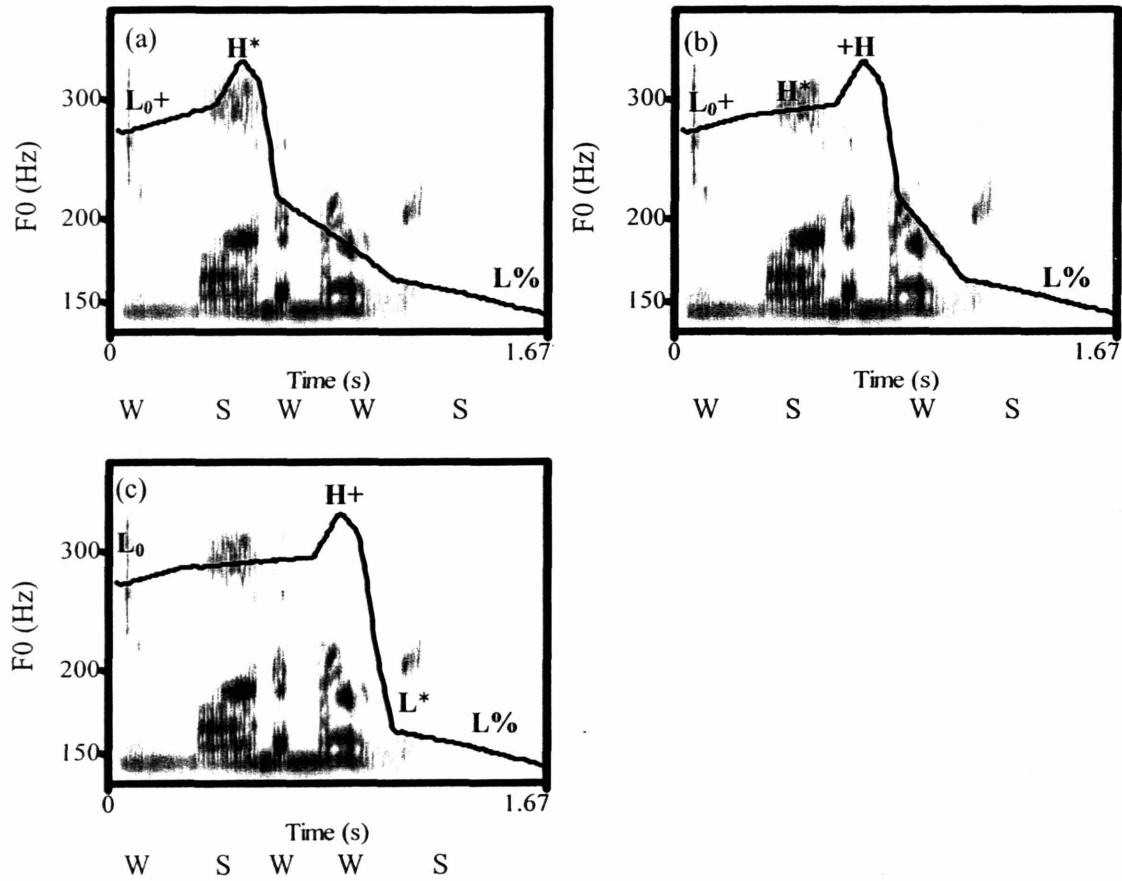 (a)
H*
L₀+
L%
F0 (Hz)
300
200
150
0
1.67
Time (s)
W S W W S
(b)
+H
H*
L₀+
L%
F0 (Hz)
300
200
150
0
1.67
Time (s)
W S W S
(c)
H+
L₀
L*
L%
F0 (Hz)
300
200
150
0
1.67
Time (s)
W S W W S